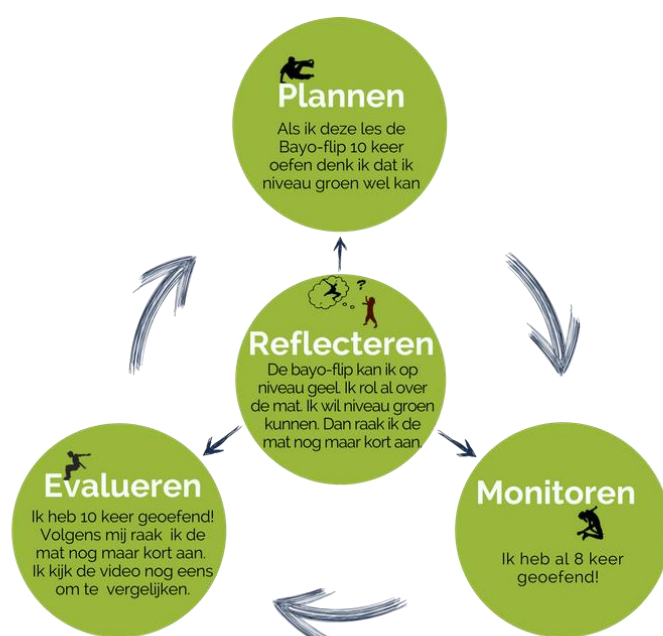 Plannen
Als ik deze les de
Bayo-flip 10 keer
oefen denk ik dat ik
niveau groen wel kan
?
Reflecteren
De bayo-flip kan ik op
niveau geel. Ik rol al over
de mat. Ik wil niveau groen
kunnen. Dan raak ik de
mat nog maar kort aan.
Evalueren
Ik heb 10 keer geoefend!
Volgens mij raak ik de
mat nog maar kort aan.
Ik kijk de video nog eens
om te vergelijken.
Monitoren
Ik heb al 8 keer
geoefend!